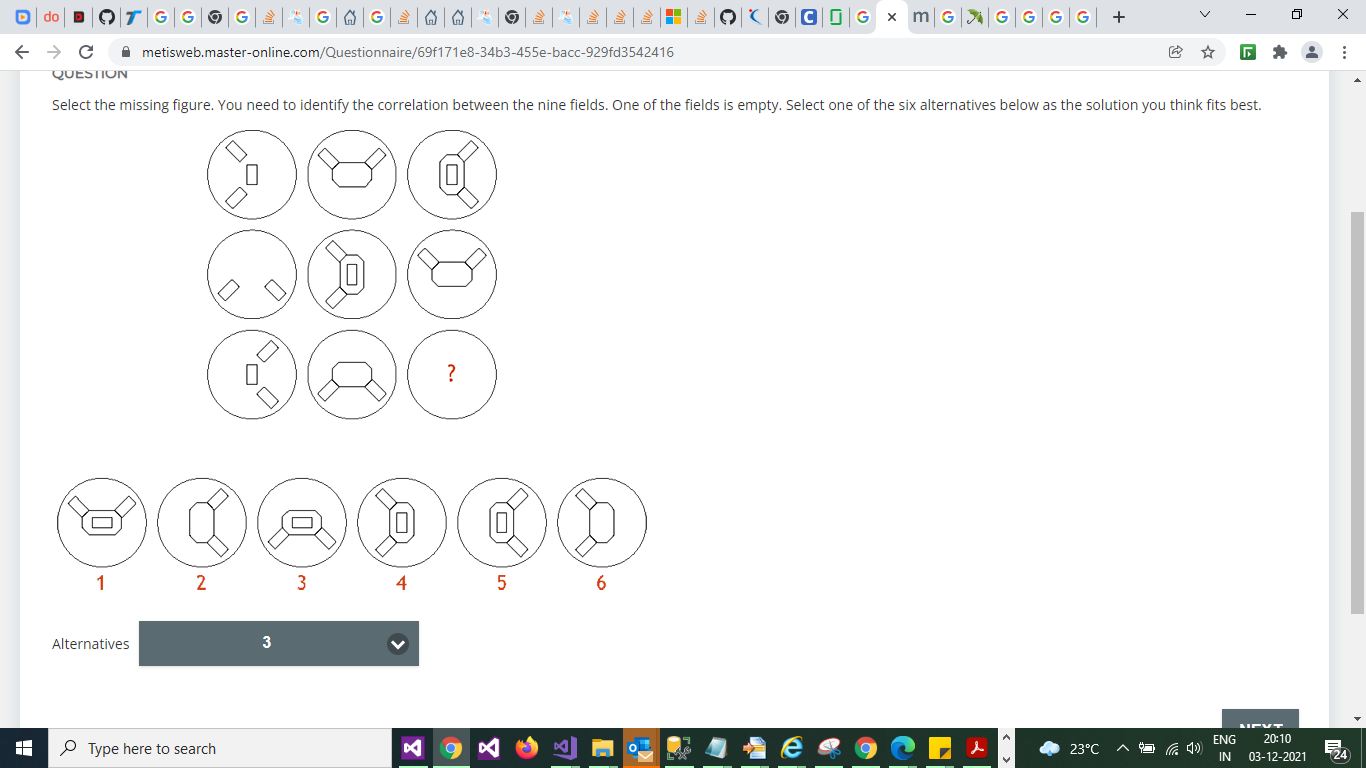 do
metisweb.master-online.com/Questionnaire/69f171e8-34b3-455e-bacc-929fd3542416
QUESTION
Select the missing figure. You need to identify the correlation between the nine fields. One of the fields is empty. Select one of the six alternatives below as the solution you think fits best.
?
1 2 3 4 5 6
Alternatives 3
NEXT
Type here to search
23°C
ENG
IN
20:10
03-12-2021
24